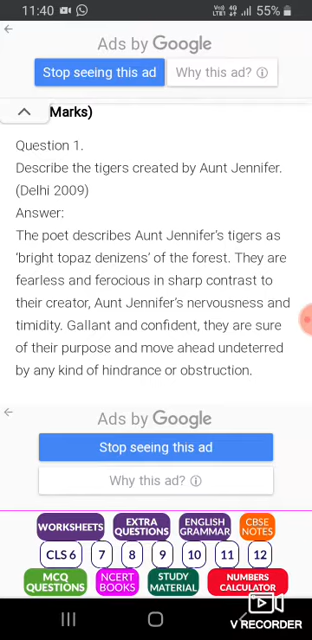 11:40 55%
Ads by Google
Stop seeing this ad Why this ad?
Marks)
Question 1.
Describe the tigers created by Aunt Jennifer.
(Delhi 2009)
Answer:
The poet describes Aunt Jennifer's tigers as
'bright topaz denizens' of the forest. They are
fearless and ferocious in sharp contrast to
their creator, Aunt Jennifer's nervousness and
timidity. Gallant and confident, they are sure
of their purpose and move ahead undeterred
by any kind of hindrance or obstruction.
Ads by Google
Stop seeing this ad
Why this ad?
WORKSHEETS EXTRA QUESTIONS ENGLISH GRAMMAR CBSE NOTES
CLS 6 7 8 9 10 11 12
MCQ QUESTIONS NCERT BOOKS STUDY MATERIAL NUMBERS CALCULATOR
V RECORDER